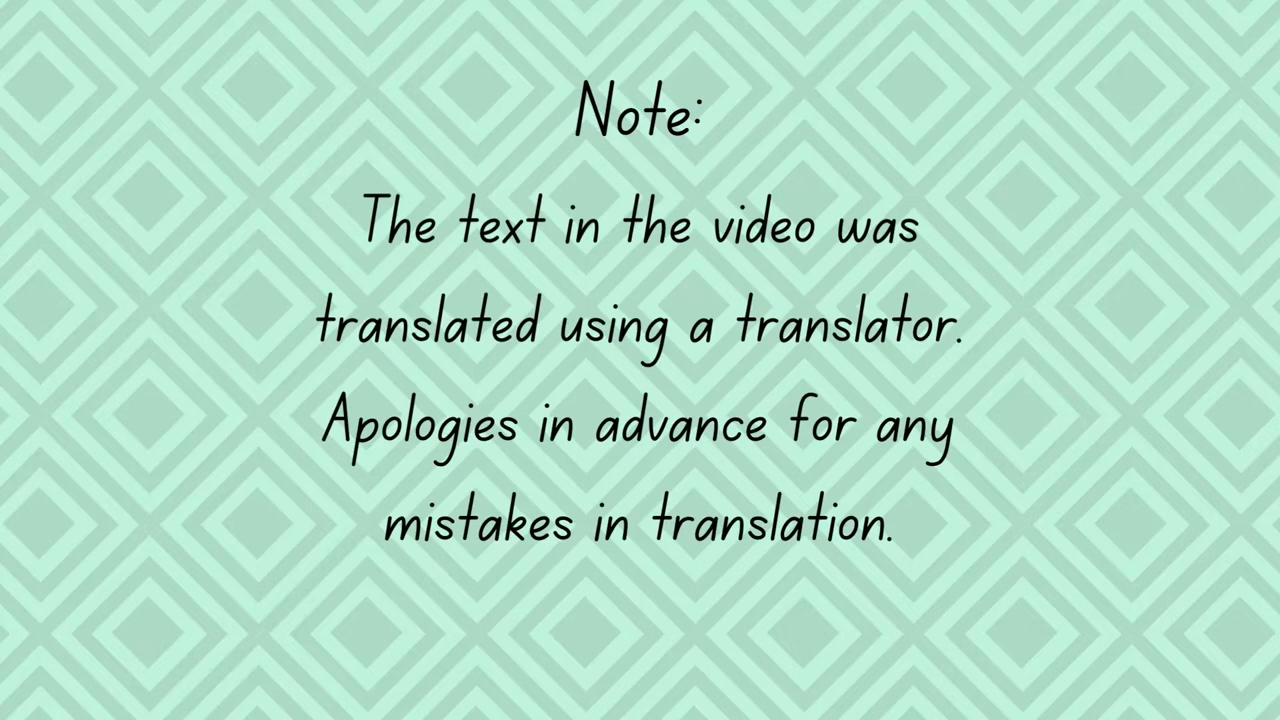 Note:
The text in the video was
translated using a translator.
Apologies in advance for any
mistakes in translation.